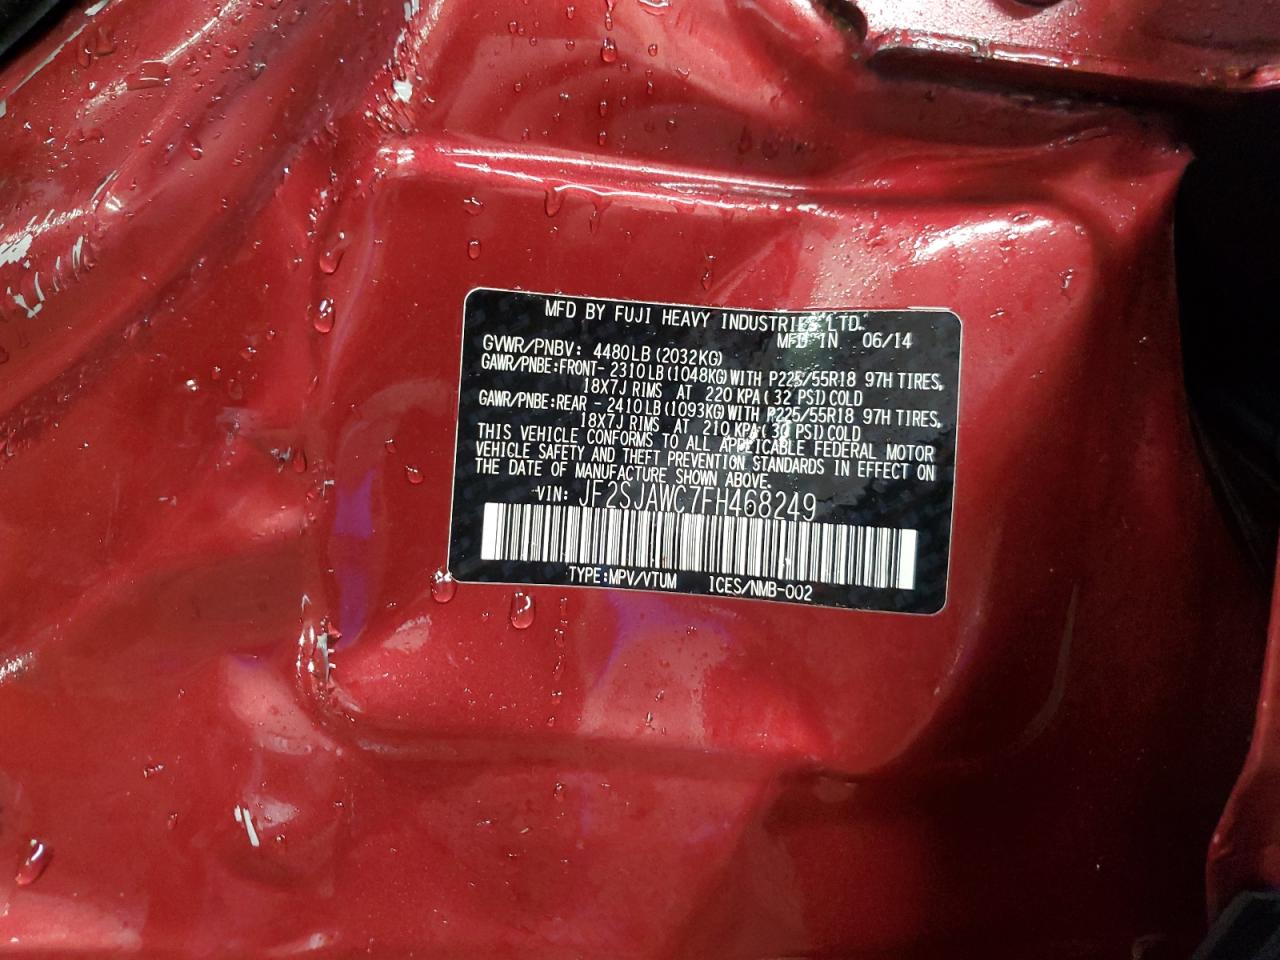 MFD BY FUJI HEAVY INDUSTRIES LTD.
MFD IN 06/14
GVWR/PNBV: 4480LB (2032KG)
GAWR/PNBE:FRONT- 2310LB (1048KG) WITH P225/55R18 97H TIRES,
18X7J RIMS AT 220 KPA( 32 PSI) COLD
GAWR/PNBE:REAR - 2410LB (1093KG) WITH P225/55R18 97H TIRES,
18X7J RIMS AT 210 KPA( 30 PSI) COLD
THIS VEHICLE CONFORMS TO ALL APPLICABLE FEDERAL MOTOR
VEHICLE SAFETY AND THEFT PREVENTION STANDARDS IN EFFECT ON
THE DATE OF MANUFACTURE SHOWN ABOVE.
VIN: JF2SJAWC7FH468249
TYPE:MPV/VTUM ICES/NMB-002